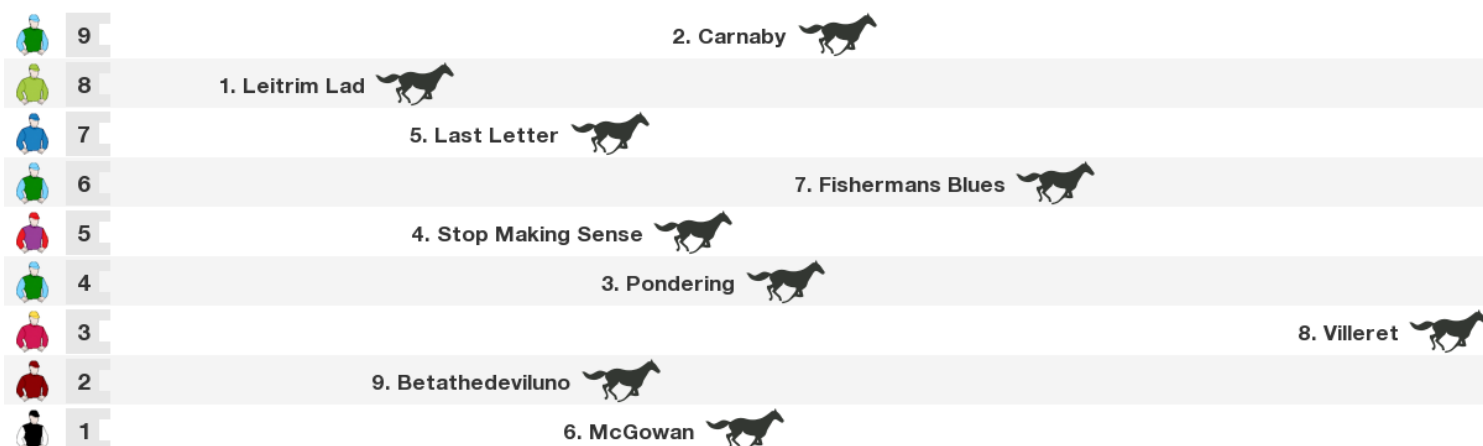 9 2. Carnaby
8 1. Leitrim Lad
7 5. Last Letter
6 7. Fishermans Blues
5 4. Stop Making Sense
4 3. Pondering
3 8. Villeret
2 9. Betathedeviluno
1 6. McGowan